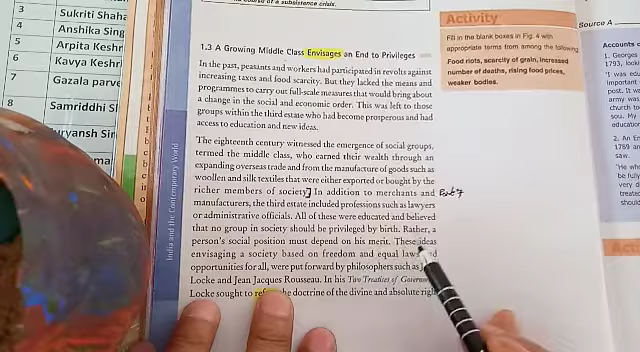 course of a subsistence crisis.
3
Sukriti Shaha
4
Anshika Sing
5
Arpita Keshr
6
Kavya Keshri
7
Gazala parve
8
Samriddhi Si
India and the Contemporary World
1.3 A Growing Middle Class Envisages an End to Privileges
In the past, peasants and workers had participated in revolts against
increasing taxes and food scarcity. But they lacked the means and
programmes to carry out full-scale measures that would bring about
a change in the social and economic order. This was left to those
groups within the third estate who had become prosperous and had
access to education and new ideas.
The eighteenth century witnessed the emergence of social groups,
termed the middle class, who earned their wealth through an
expanding overseas trade and from the manufacture of goods such as
woollen and silk textiles that were either exported or bought by the
richer members of society. In addition to merchants and
manufacturers, the third estate included professions such as lawyers
or administrative officials. All of these were educated and believed
that no group in society should be privileged by birth. Rather, a
person's social position must depend on his merit. These ideas
envisaging a society based on freedom and equal laws
opportunities for all, were put forward by philosophers such as
Locke and Jean Jacques Rousseau. In his Two Treatises of
Locke sought to doctrine of the divine and absolute
Activity
Fill in the blank boxes in Fig. 4 with
appropriate terms from among the following:
Food riots, scarcity of grain, increased
number of deaths, rising food prices,
weaker bodies.
Source A
Accounts
1. Georges
1793, look
'I was edu
important
post. It we
army was
church to
sou. My
education
2. An En
1789 an
saw.
'He who
be fully
very d
treate
should